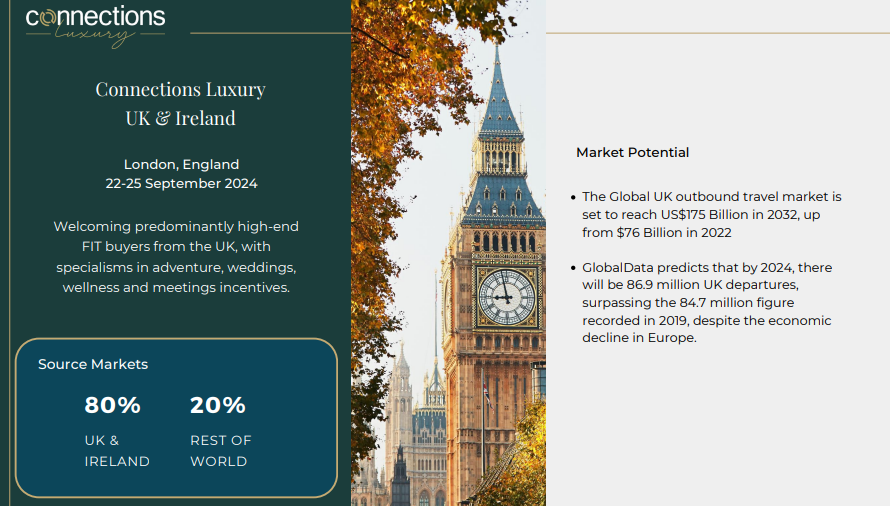 connections
luxury
Connections Luxury
UK & Ireland
London, England
22-25 September 2024
Welcoming predominantly high-end
FIT buyers from the UK, with
specialisms in adventure, weddings,
wellness and meetings incentives.
Source Markets
80%
UK &
IRELAND
20%
REST OF
WORLD
Market Potential
• The Global UK outbound travel market is
set to reach US$175 Billion in 2032, up
from $76 Billion in 2022
• GlobalData predicts that by 2024, there
will be 86.9 million UK departures,
surpassing the 84.7 million figure
recorded in 2019, despite the economic
decline in Europe.